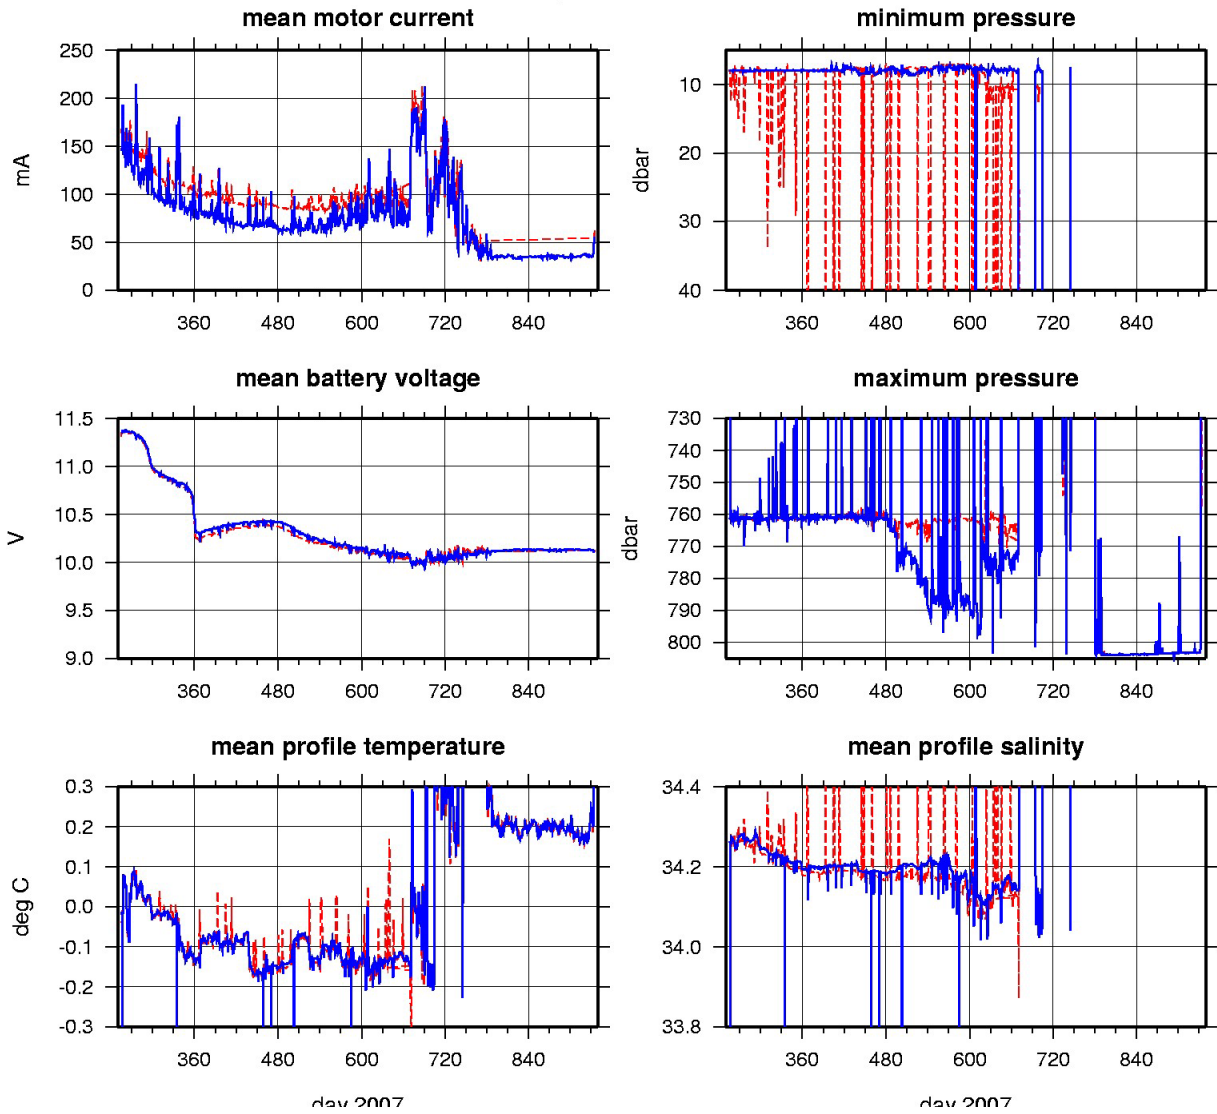 mean motor current
250
200
150
100
50
0
mA
360 480 600 720 840
minimum pressure
10
20
30
40
dbar
360 480 600 720 840
mean battery voltage
11.5
11.0
10.5
10.0
9.5
9.0
V
360 480 600 720 840
maximum pressure
730
740
750
760
770
780
790
800
dbar
360 480 600 720 840
mean profile temperature
0.3
0.2
0.1
0.0
-0.1
-0.2
-0.3
deg C
360 480 600 720 840
day 2007
mean profile salinity
34.4
34.2
34.0
33.8
360 480 600 720 840
day 2007